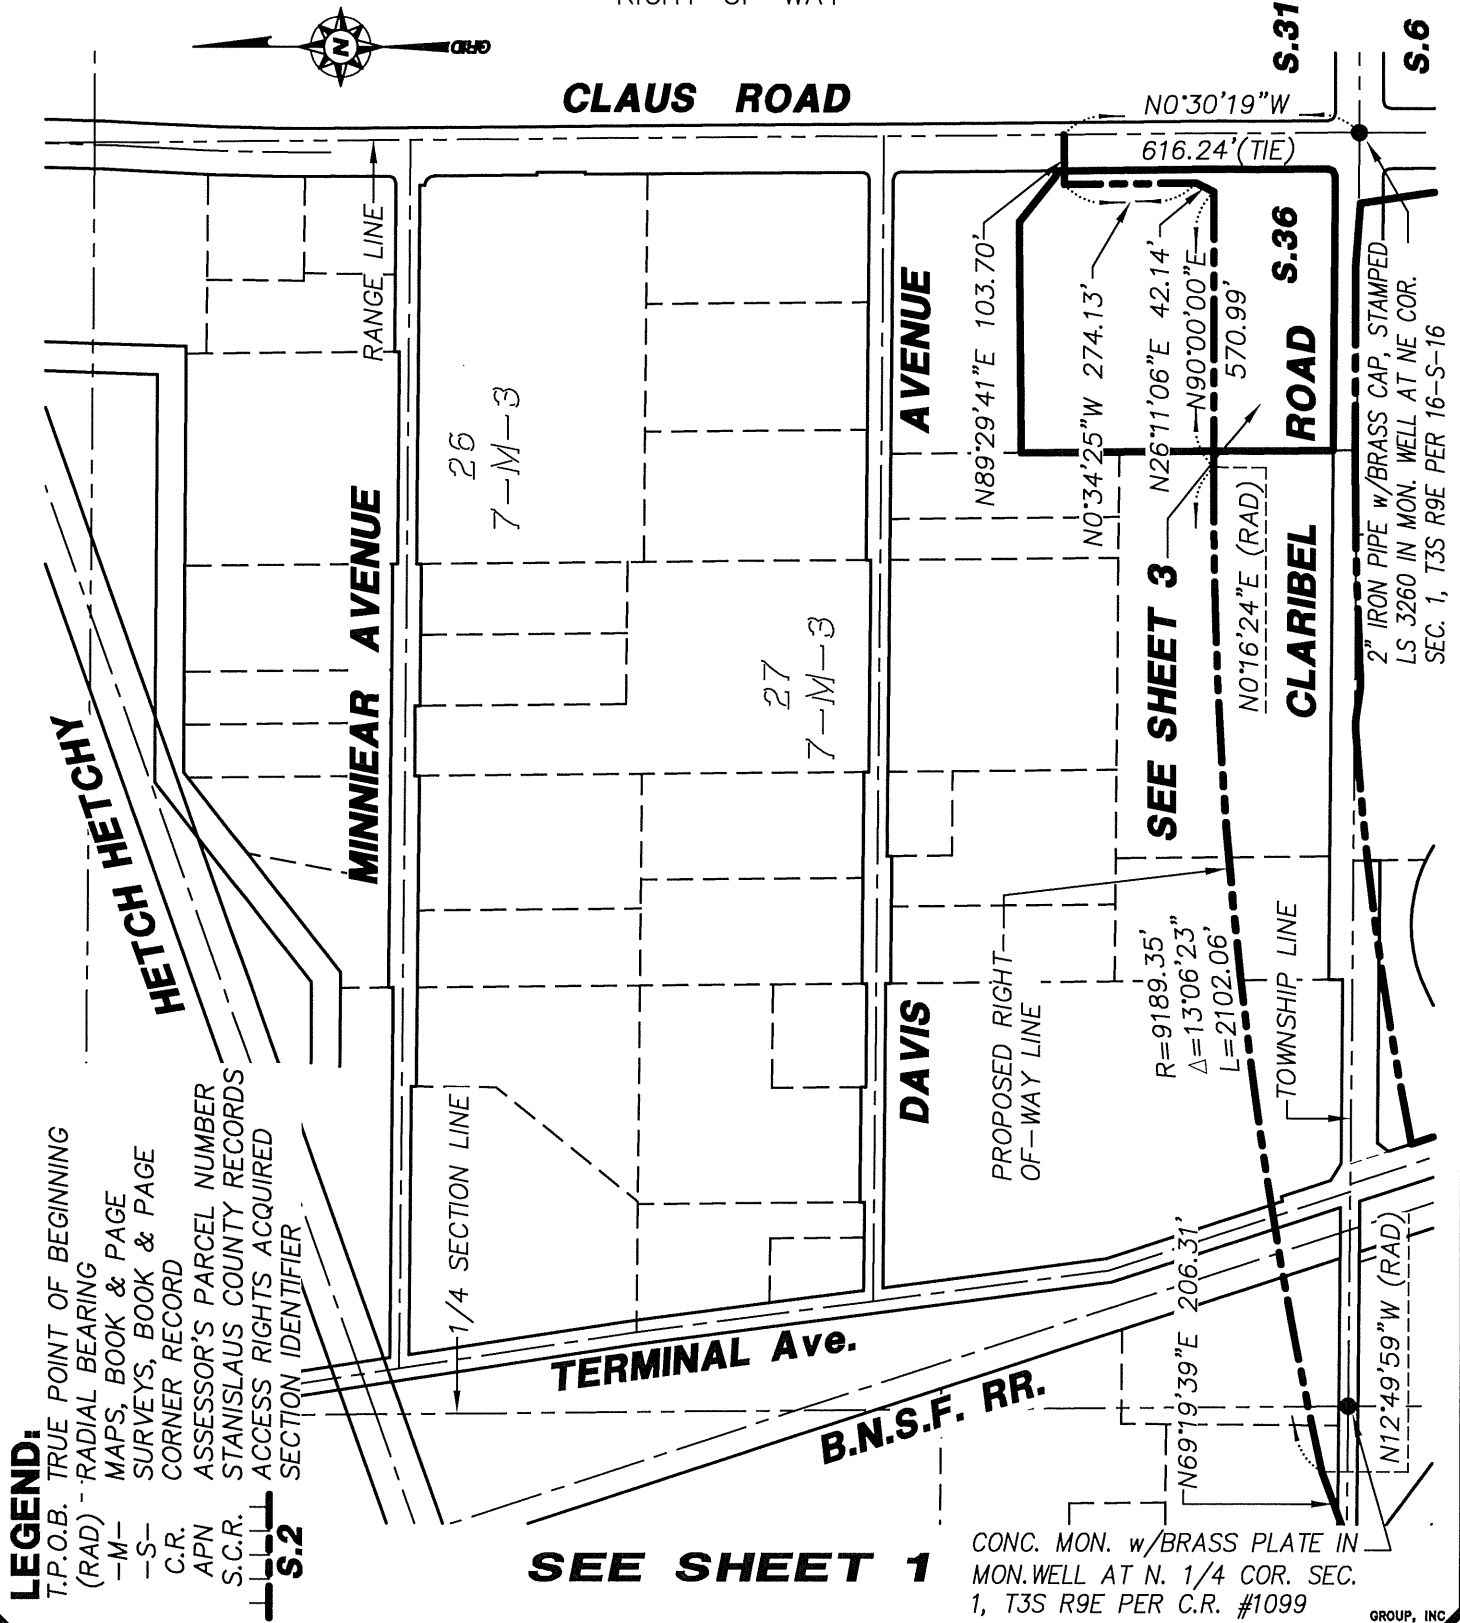 RIGHT OF WAY
GRID
N
CLAUS ROAD
S.31
S.6
N0°30'19"W
616.24'(TIE)
RANGE LINE
HETCH HETCHY
MINNIEAR AVENUE
26
7-M-3
27
7-M-3
DAVIS AVENUE
N89°29'41"E 103.70'
N0°34'25"W 274.13'
N26°11'06"E 42.14'
N90°00'00"E
570.99'
S.36
SEE SHEET 3
N0°16'24"E (RAD)
CLARIBEL ROAD
2" IRON PIPE w/BRASS CAP, STAMPED
LS 3260 IN MON. WELL AT NE COR.
SEC. 1, T3S R9E PER 16-S-16
PROPOSED RIGHT-
OF-WAY LINE
R=9189.35'
Δ=13°06'23"
L=2102.06'
TOWNSHIP LINE
1/4 SECTION LINE
TERMINAL Ave.
B.N.S.F. RR.
N69°19'39"E 206.31'
N12°49'59"W (RAD)
LEGEND:
T.P.O.B. TRUE POINT OF BEGINNING
(RAD) RADIAL BEARING
-M- MAPS, BOOK & PAGE
-S- SURVEYS, BOOK & PAGE
C.R. CORNER RECORD
APN ASSESSOR'S PARCEL NUMBER
S.C.R. STANISLAUS COUNTY RECORDS
ACCESS RIGHTS ACQUIRED
S.2 SECTION IDENTIFIER
SEE SHEET 1
CONC. MON. w/BRASS PLATE IN
MON.WELL AT N. 1/4 COR. SEC.
1, T3S R9E PER C.R. #1099
GROUP, INC